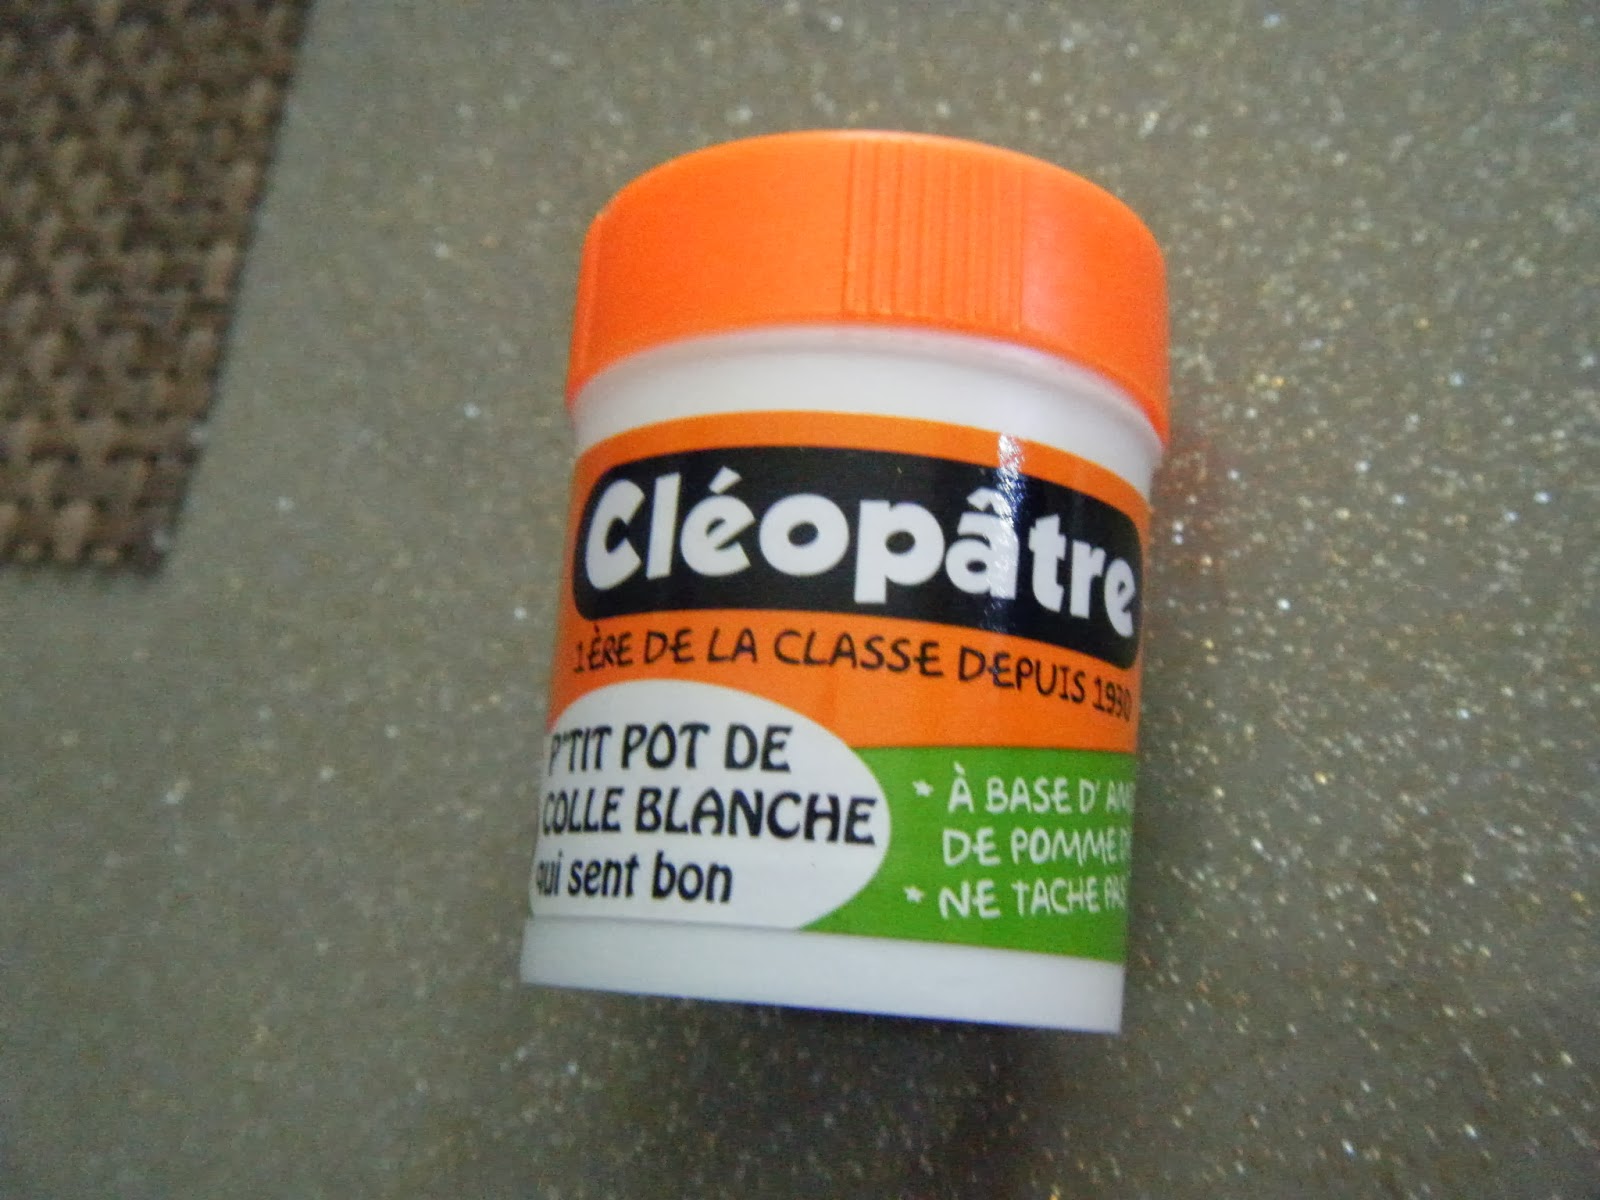 Cléopâtre
1ÈRE DE LA CLASSE DEPUIS 1930
P'TIT POT DE
COLLE BLANCHE
qui sent bon
* À BASE D'
DE POMME
* NE TACHE PAS